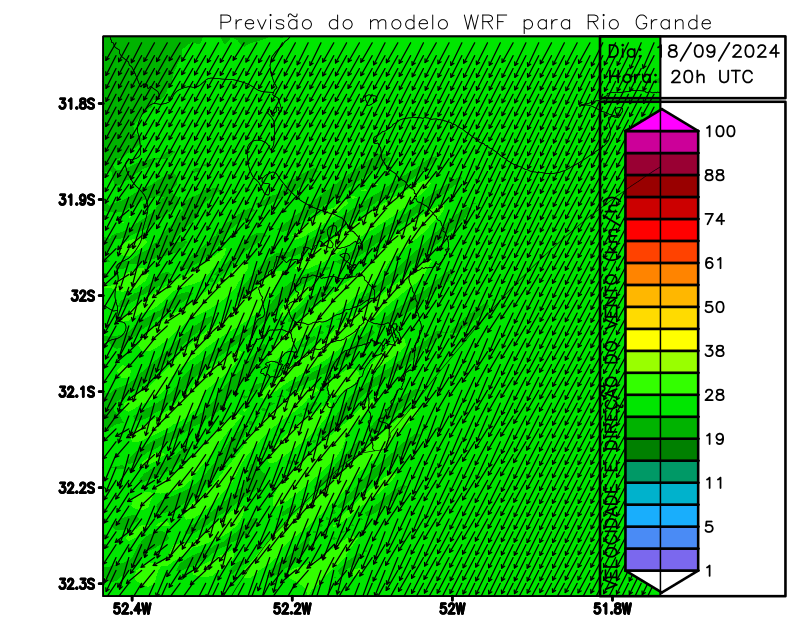 Previsão do modelo WRF para Rio Grande
Dia: 18/09/2024
Hora: 20h UTC
31.8S
31.9S
32S
32.1S
32.2S
32.3S
52.4W
52.2W
52W
51.8W
VELOCIDADE E DIREÇÃO DO VENTO (km/h)
100
88
74
61
50
38
28
19
11
5
1